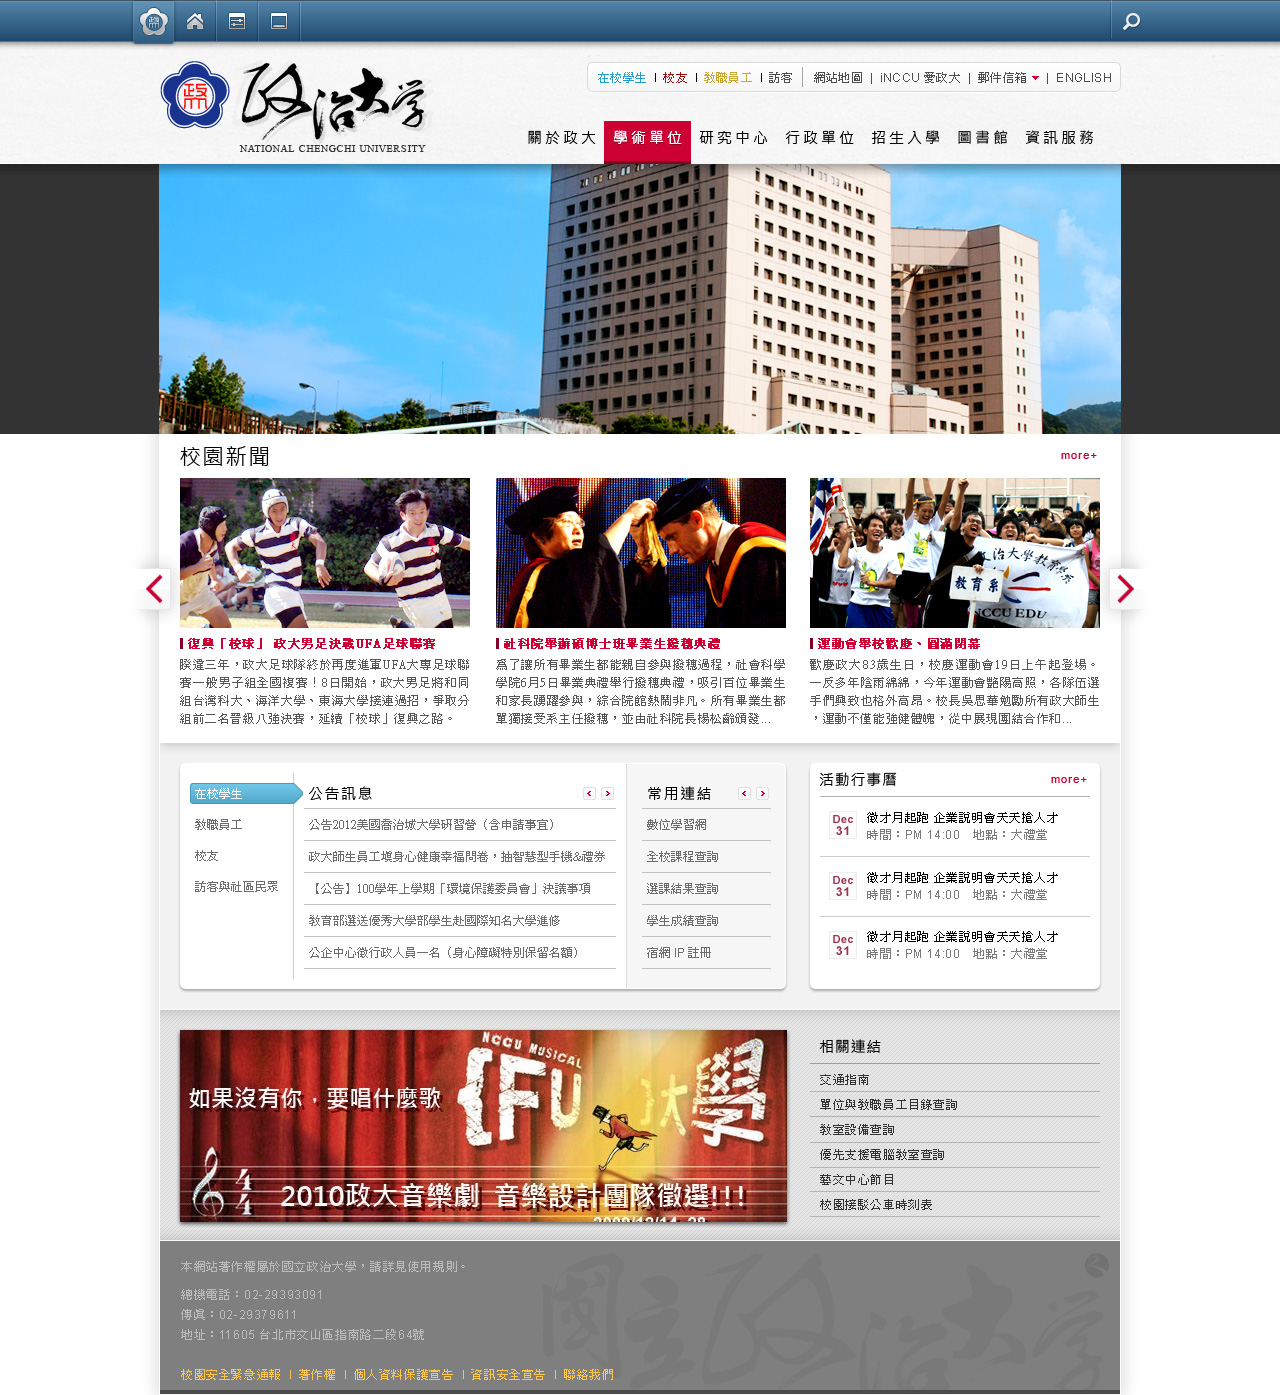 在校學生 | 校友 | 教職員工 | 訪客 | 網站地圖 | iNCCU 愛政大 | 郵件信箱 | ENGLISH
政
政治大學
NATIONAL CHENGCHI UNIVERSITY
關於政大 學術單位 研究中心 行政單位 招生入學 圖書館 資訊服務
校園新聞
more+
政治大學教育學系
教育系
NCCU EDU
復興「校球」 政大男足決戰UFA足球聯賽
睽違三年，政大足球隊終於再度進軍UFA大專足球聯
賽一般男子組全國複賽！8日開始，政大男足將和同
組台灣科大、海洋大學、東海大學接連過招，爭取分
組前二名晉級八強決賽，延續「校球」復興之路。
社科院舉辦碩博士班畢業生撥穗典禮
為了讓所有畢業生都能親自參與撥穗過程，社會科學
學院6月5日畢業典禮舉行撥穗典禮，吸引百位畢業生
和家長踴躍參與，綜合院館熱鬧非凡。所有畢業生都
單獨接受系主任撥穗，並由社科院長楊松齡頒發...
運動會舉校歡慶、圓滿閉幕
歡慶政大83歲生日，校慶運動會19日上午起登場。
一反多年陰雨綿綿，今年運動會艷陽高照，各隊伍選
手們興致也格外高昂。校長吳思華勉勵所有政大師生
，運動不僅能強健體魄，從中展現團結合作和...
在校學生
教職員工
校友
訪客與社區民眾
公告訊息
公告2012美國喬治城大學研習營（含申請事宜）
政大師生員工填身心健康幸福問卷，抽智慧型手機&禮券
【公告】100學年上學期「環境保護委員會」決議事項
教育部選送優秀大學部學生赴國際知名大學進修
公企中心徵行政人員一名（身心障礙特別保留名額）
常用連結
數位學習網
全校課程查詢
選課結果查詢
學生成績查詢
宿網 IP 註冊
活動行事曆
more+
Dec 31
徵才月起跑 企業說明會天天搶人才
時間：PM 14:00 地點：大禮堂
Dec 31
徵才月起跑 企業說明會天天搶人才
時間：PM 14:00 地點：大禮堂
Dec 31
徵才月起跑 企業說明會天天搶人才
時間：PM 14:00 地點：大禮堂
NCCU MUSICAL
{FU 大學
如果沒有你，要唱什麼歌
4
4
2010政大音樂劇 音樂設計團隊徵選!!!
相關連結
交通指南
單位與教職員工目錄查詢
教室設備查詢
優先支援電腦教室查詢
藝文中心節目
校園接駁公車時刻表
本網站著作權屬於國立政治大學，請詳見使用規則。
總機電話：02-29393091
傳真：02-29379611
地址：11605 台北市文山區指南路二段64號
國立政治大學
校園安全緊急通報 | 著作權 | 個人資料保護宣告 | 資訊安全宣告 | 聯絡我們